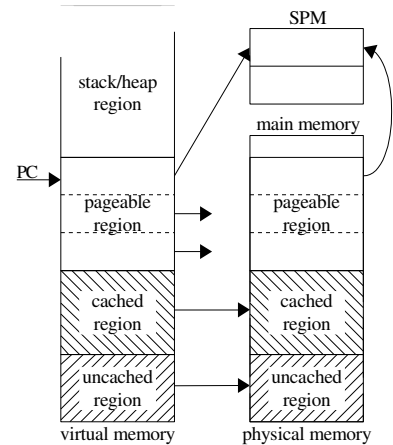 SPM
stack/heap
region
main memory
PC
pageable
region
pageable
region
cached
region
cached
region
uncached
region
uncached
region
virtual memory
physical memory